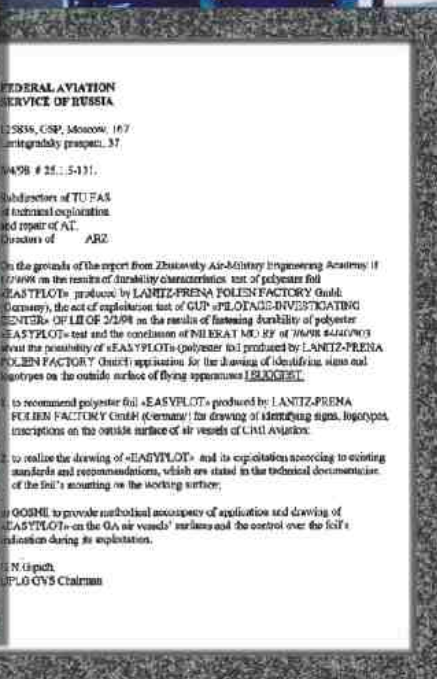 FEDERAL AVIATION
SERVICE OF RUSSIA
125836, GSP, Moscow, 167
Leningradsky prospect, 37
# 25.1.5-131.
Subdirectors of TU FAS
of technical exploration
and repair of AT.
Directors of ARZ
On the grounds of the report from Zhukovsky Air-Military Engineering Academy
on the results of durability characteristics test of polyester foil
«EASYPLOT» produced by LANITZ-PRENA FOLIEN FACTORY GmbH
(Germany), the act of exploitation test of GUP «PILOTAGE-INVESTIGATING
CENTER» OF LII OF 2/2/98 on the results of fastening durability of polyester
«EASYPLOT» test and the conclusion of NII ERAT MO RF of
about the possibility of «EASYPLOT» (polyester foil produced by LANITZ-PRENA
FOLIEN FACTORY GmbH) application for the drawing of identifying signs and
logotypes on the outside surface of flying apparatuses I SUGGEST:
to recommend polyester foil «EASYPLOT» produced by LANITZ-PRENA
FOLIEN FACTORY GmbH (Germany) for drawing of identifying signs, logotypes,
inscriptions on the outside surface of air vessels of Civil Aviation;
to realize the drawing of «EASYPLOT» and its exploitation according to existing
standards and recommendations, which are stated in the technical documentation
of the foil's mounting on the working surface;
GOSNII to provide methodical accompany of application and drawing of
«EASYPLOT» on the GA air vessels' surfaces and the control over the foil's
indication during its exploitation.
UPLG GVS Chairman